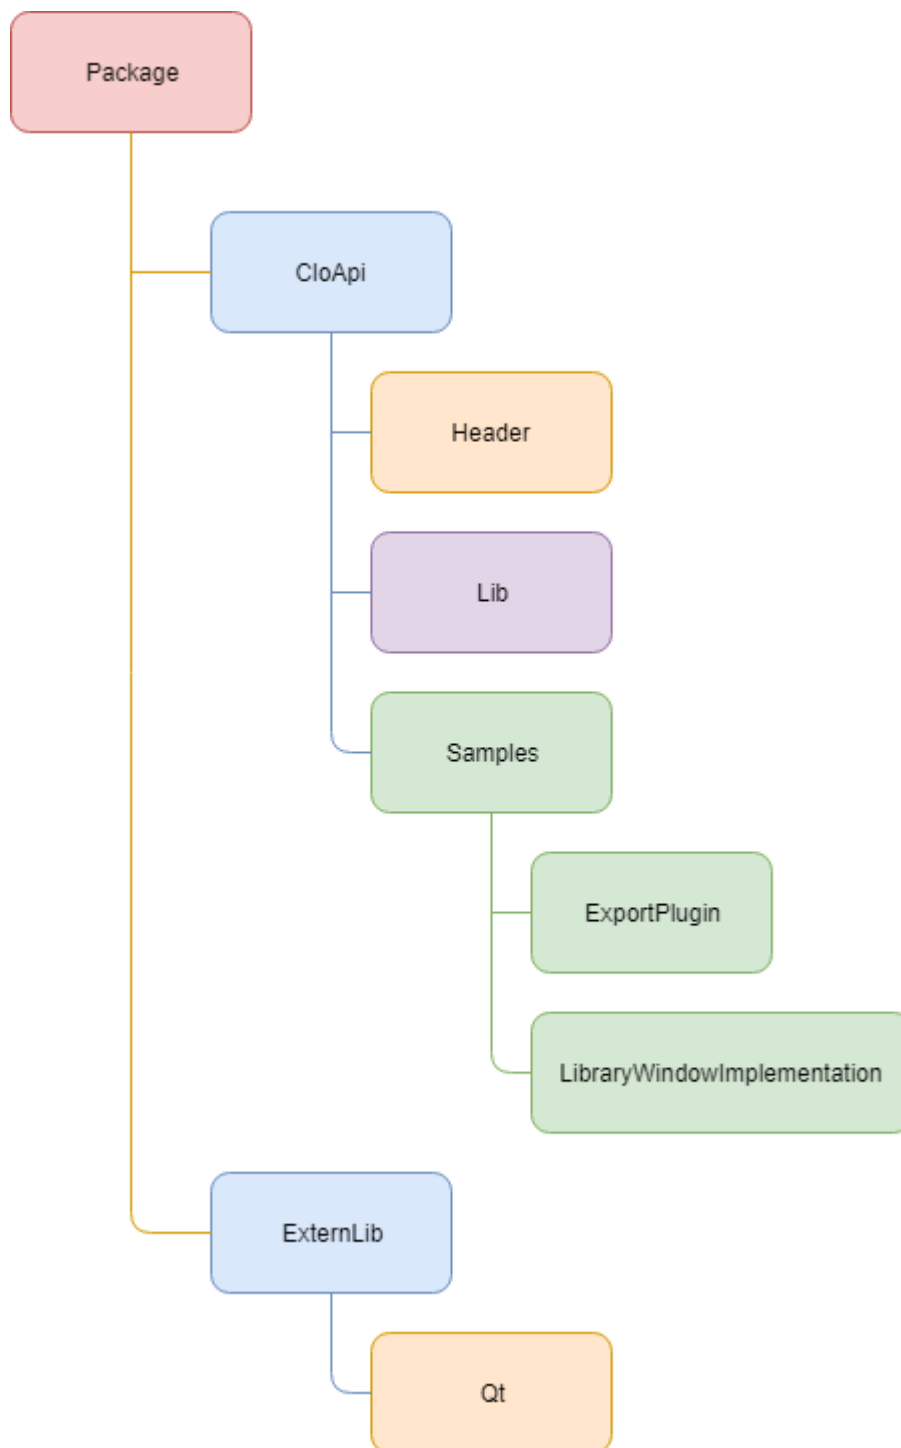 Package
CloApi
Header
Lib
Samples
ExportPlugin
LibraryWindowImplementation
ExternLib
Qt